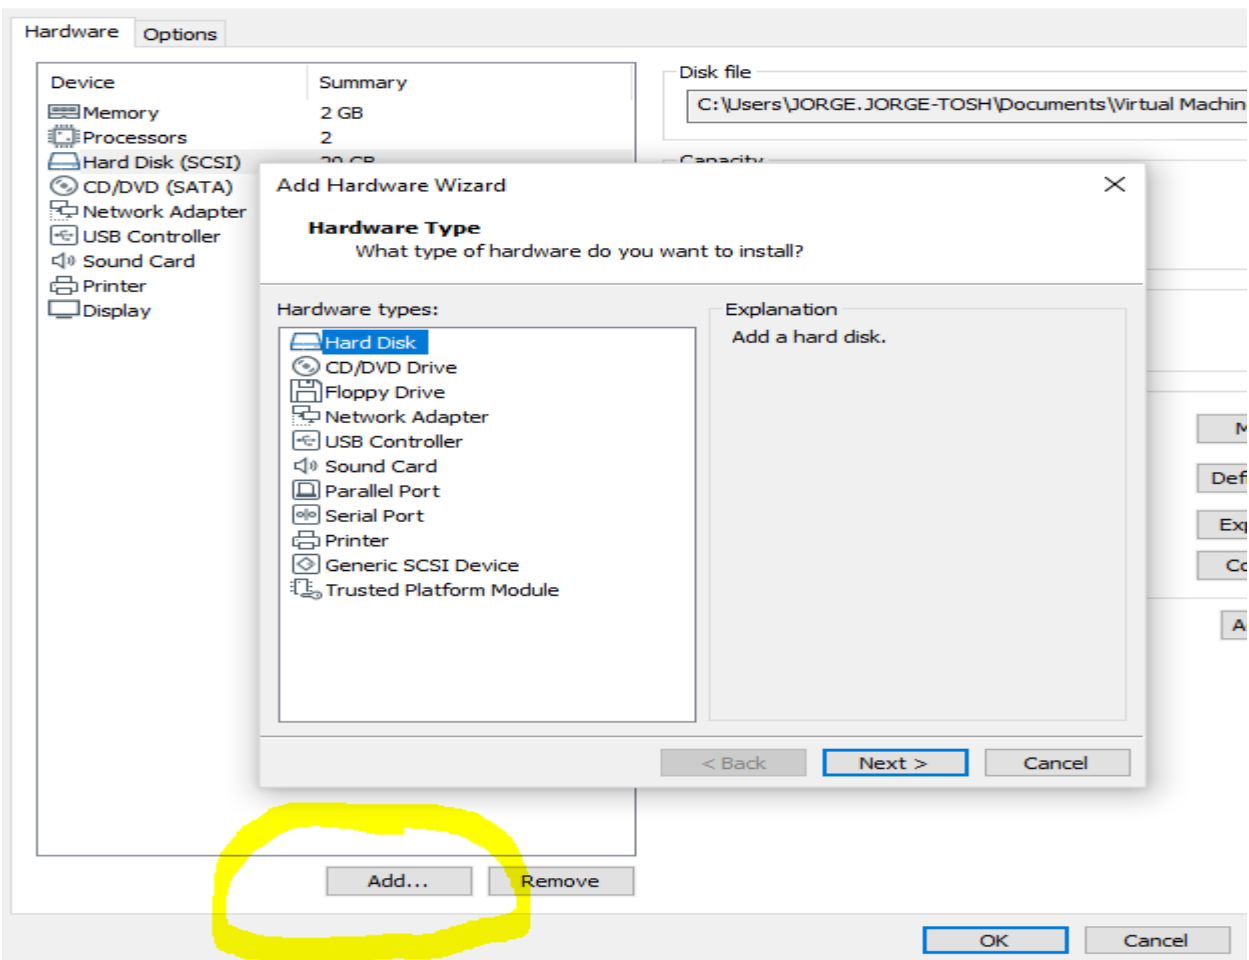 Hardware
Options
Device Summary
Memory 2 GB
Processors 2
Hard Disk (SCSI) 20 GB
CD/DVD (SATA)
Network Adapter
USB Controller
Sound Card
Printer
Display
Add...
Remove
Disk file
C:\Users\JORGE.JORGE-TOSH\Documents\Virtual Machin
Capacity
Add Hardware Wizard
Hardware Type
What type of hardware do you want to install?
Hardware types:
Hard Disk
CD/DVD Drive
Floppy Drive
Network Adapter
USB Controller
Sound Card
Parallel Port
Serial Port
Printer
Generic SCSI Device
Trusted Platform Module
Explanation
Add a hard disk.
< Back
Next >
Cancel
OK
Cancel